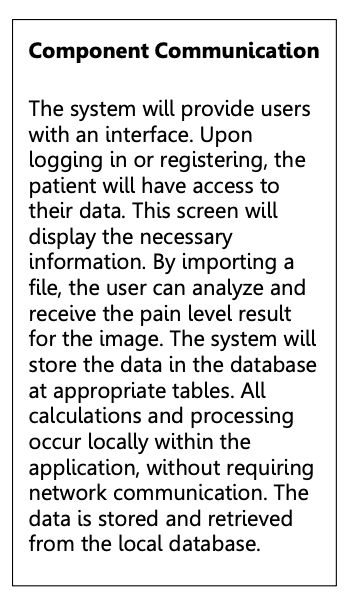 Component Communication
The system will provide users
with an interface. Upon
logging in or registering, the
patient will have access to
their data. This screen will
display the necessary
information. By importing a
file, the user can analyze and
receive the pain level result
for the image. The system will
store the data in the database
at appropriate tables. All
calculations and processing
occur locally within the
application, without requiring
network communication. The
data is stored and retrieved
from the local database.